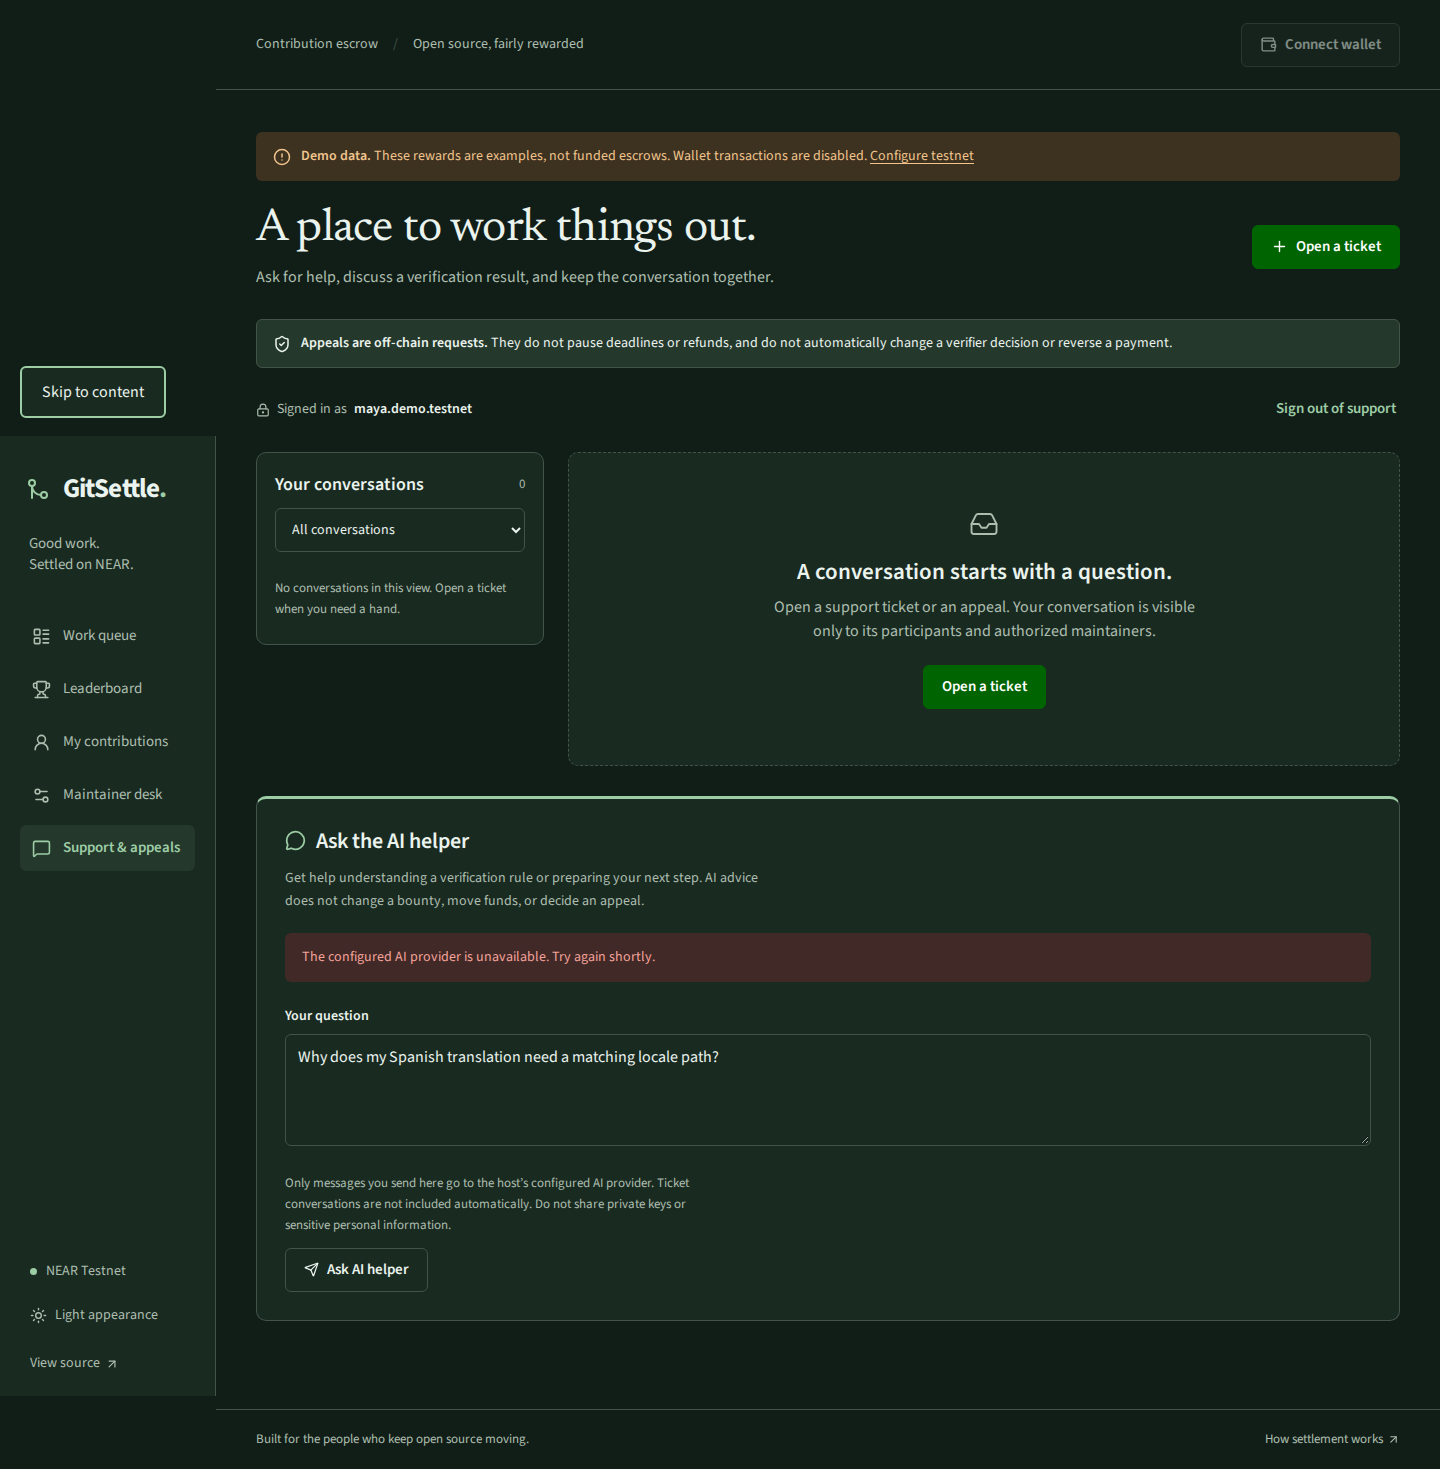 Contribution escrow / Open source, fairly rewarded
Connect wallet
Demo data. These rewards are examples, not funded escrows. Wallet transactions are disabled. Configure testnet
A place to work things out.
Ask for help, discuss a verification result, and keep the conversation together.
Open a ticket
Appeals are off-chain requests. They do not pause deadlines or refunds, and do not automatically change a verifier decision or reverse a payment.
Skip to content
Signed in as maya.demo.testnet
Sign out of support
GitSettle.
Good work.
Settled on NEAR.
Work queue
Leaderboard
My contributions
Maintainer desk
Support & appeals
NEAR Testnet
Light appearance
View source
Your conversations 0
All conversations
No conversations in this view. Open a ticket
when you need a hand.
A conversation starts with a question.
Open a support ticket or an appeal. Your conversation is visible
only to its participants and authorized maintainers.
Open a ticket
Ask the AI helper
Get help understanding a verification rule or preparing your next step. AI advice
does not change a bounty, move funds, or decide an appeal.
The configured AI provider is unavailable. Try again shortly.
Your question
Why does my Spanish translation need a matching locale path?
Only messages you send here go to the host's configured AI provider. Ticket
conversations are not included automatically. Do not share private keys or
sensitive personal information.
Ask AI helper
Built for the people who keep open source moving.
How settlement works